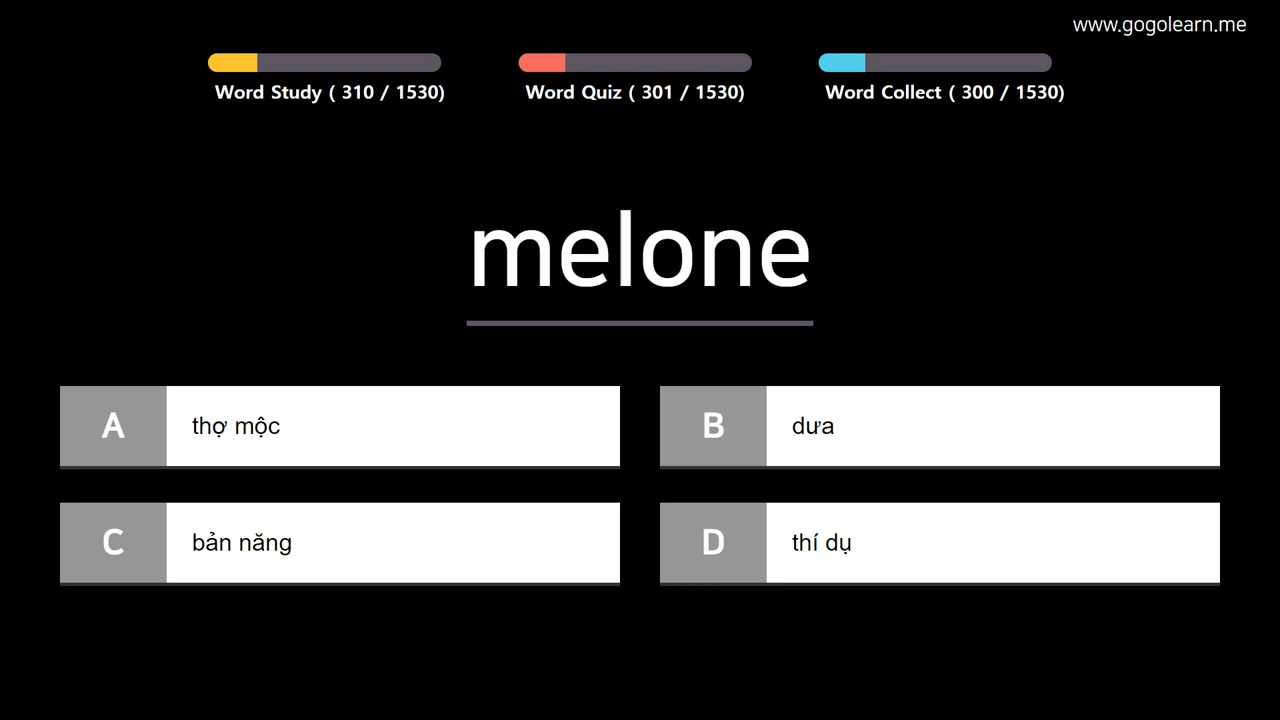 www.gogolearn.me
Word Study ( 310 / 1530)
Word Quiz ( 301 / 1530)
Word Collect ( 300 / 1530)
melone
A thợ mộc
B dưa
C bản năng
D thí dụ